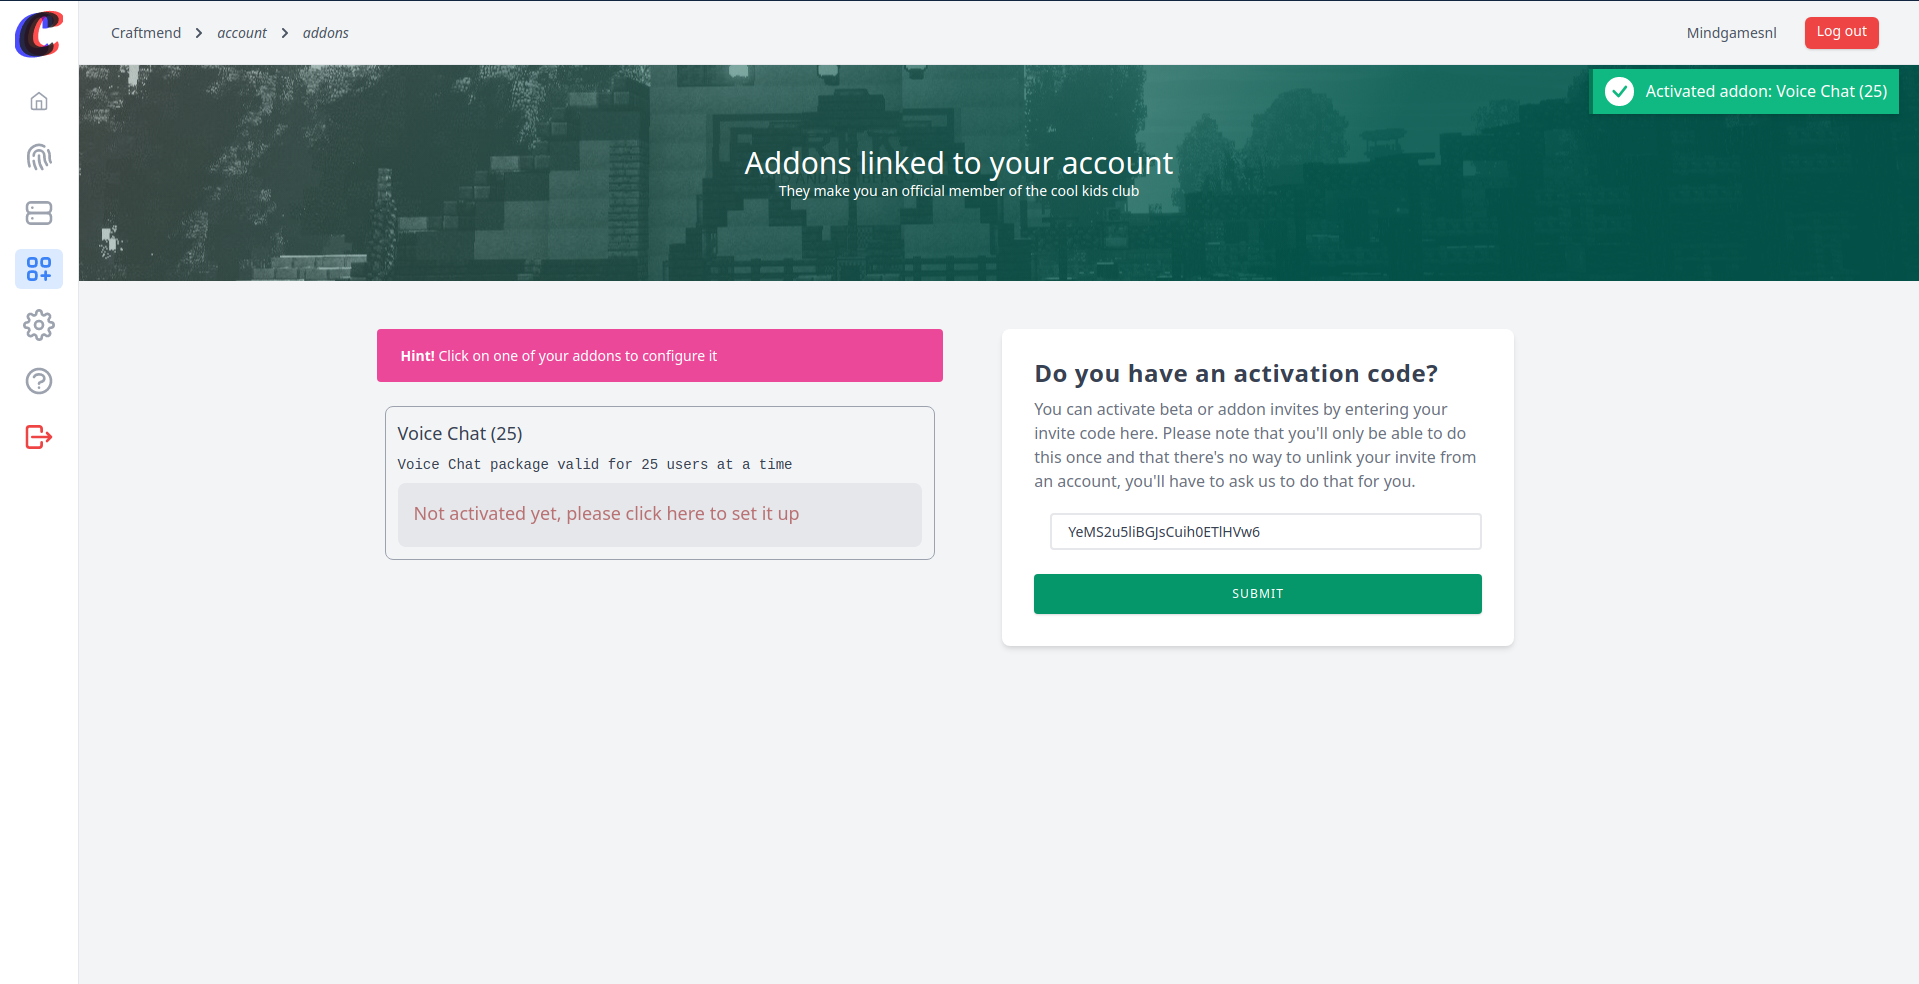 C
Craftmend > account > addons
Mindgamesnl
Log out
Activated addon: Voice Chat (25)
Addons linked to your account
They make you an official member of the cool kids club
Hint! Click on one of your addons to configure it
Voice Chat (25)
Voice Chat package valid for 25 users at a time
Not activated yet, please click here to set it up
Do you have an activation code?
You can activate beta or addon invites by entering your
invite code here. Please note that you'll only be able to do
this once and that there's no way to unlink your invite from
an account, you'll have to ask us to do that for you.
YeMS2u5liBGJsCuih0ETlHVw6
SUBMIT